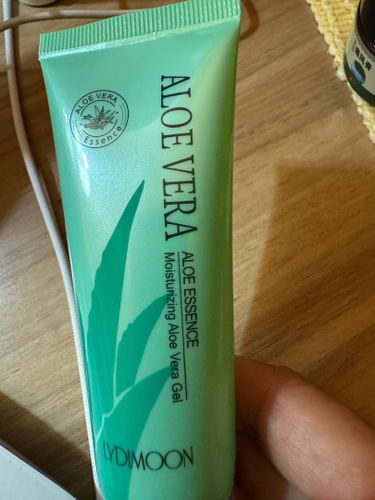 ALOE VERA
Essence
ALOE VERA
ALOE ESSENCE
Moisturizing Aloe Vera Gel
LYDIMOON